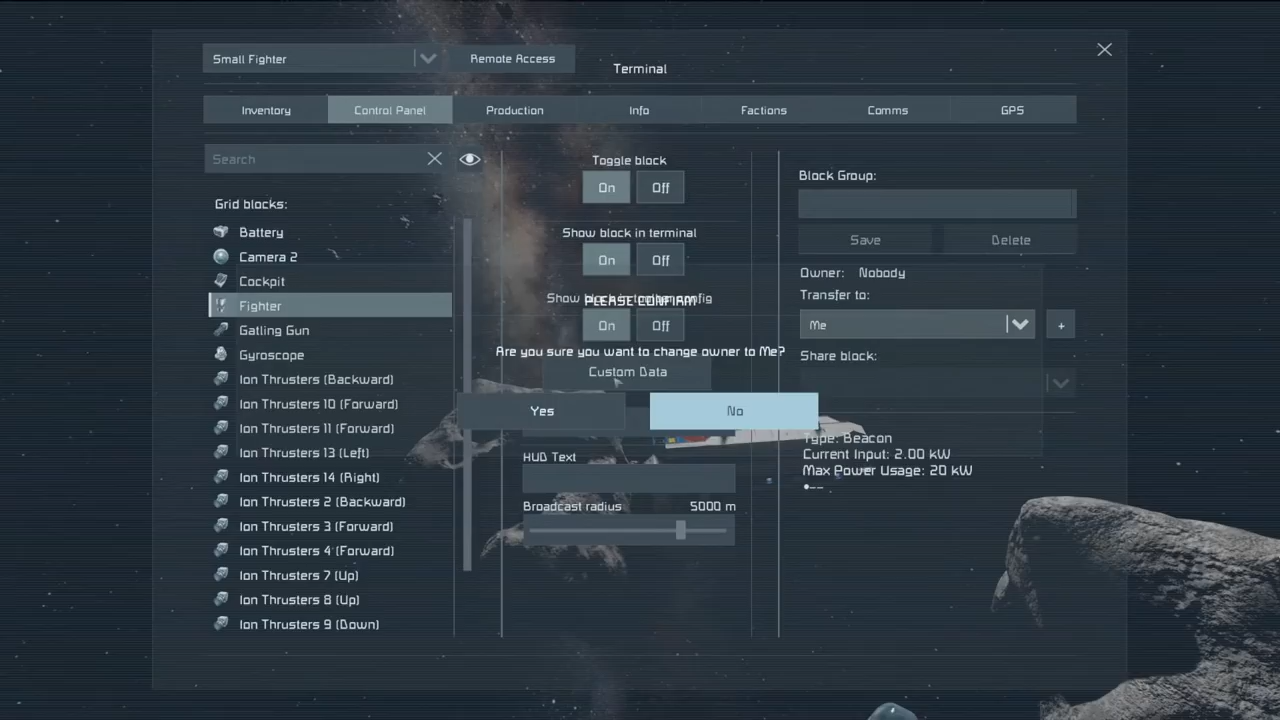 Small Fighter
Remote Access
Terminal
Inventory
Control Panel
Production
Info
Factions
Comms
GPS
Search
Grid blocks:
Battery
Camera 2
Cockpit
Fighter
Gatling Gun
Gyroscope
Ion Thrusters (Backward)
Ion Thrusters 10 (Forward)
Ion Thrusters 11 (Forward)
Ion Thrusters 13 (Left)
Ion Thrusters 14 (Right)
Ion Thrusters 2 (Backward)
Ion Thrusters 3 (Forward)
Ion Thrusters 4 (Forward)
Ion Thrusters 7 (Up)
Ion Thrusters 8 (Up)
Ion Thrusters 9 (Down)
Toggle block
On Off
Show block in terminal
On Off
Show block in toolbar config
PLEASE CONFIRM
On Off
Are you sure you want to change owner to Me?
Custom Data
Yes
No
HUD Text
Broadcast radius 5000 m
Block Group:
Save
Delete
Owner: Nobody
Transfer to:
Me
+
Share block:
Type: Beacon
Current Input: 2.00 kW
Max Power Usage: 20 kW